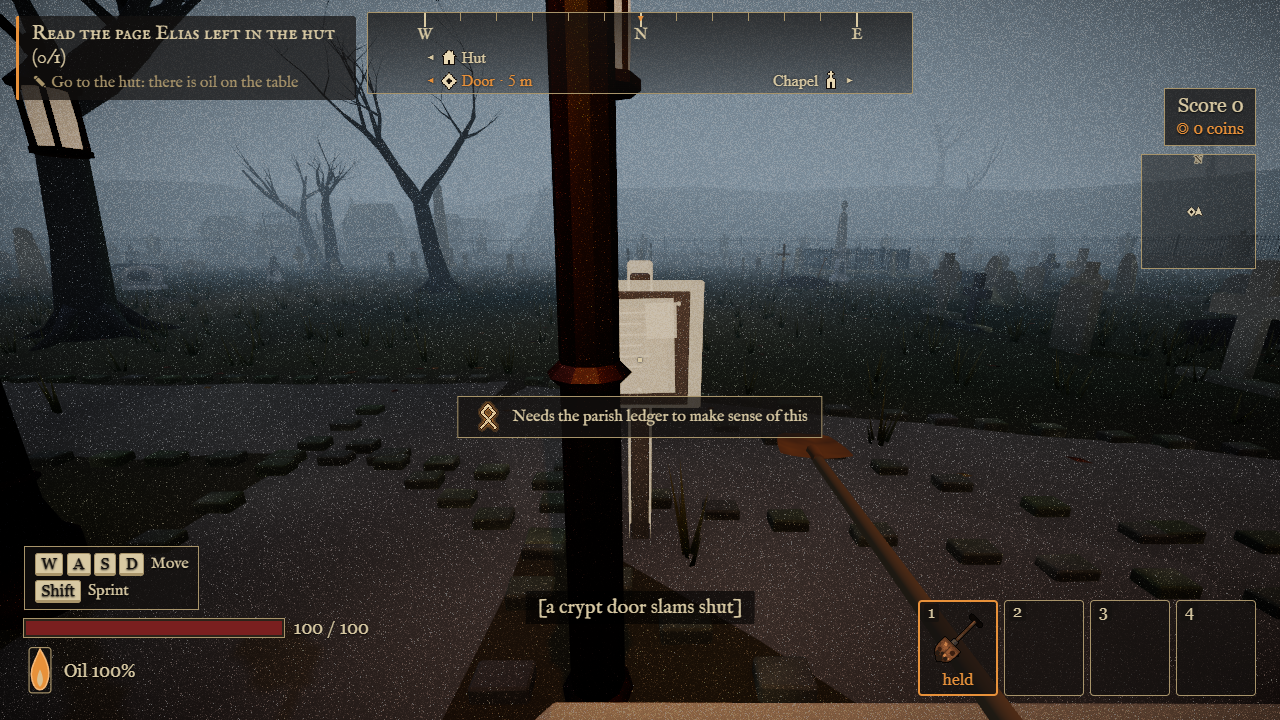 Read the page Elias left in the hut
(0/1)
Go to the hut: there is oil on the table
W
N
E
Hut
Door · 5 m
Chapel
Score 0
0 coins
N
Needs the parish ledger to make sense of this
W A S D Move
Shift Sprint
[a crypt door slams shut]
100 / 100
Oil 100%
1
2
3
4
held